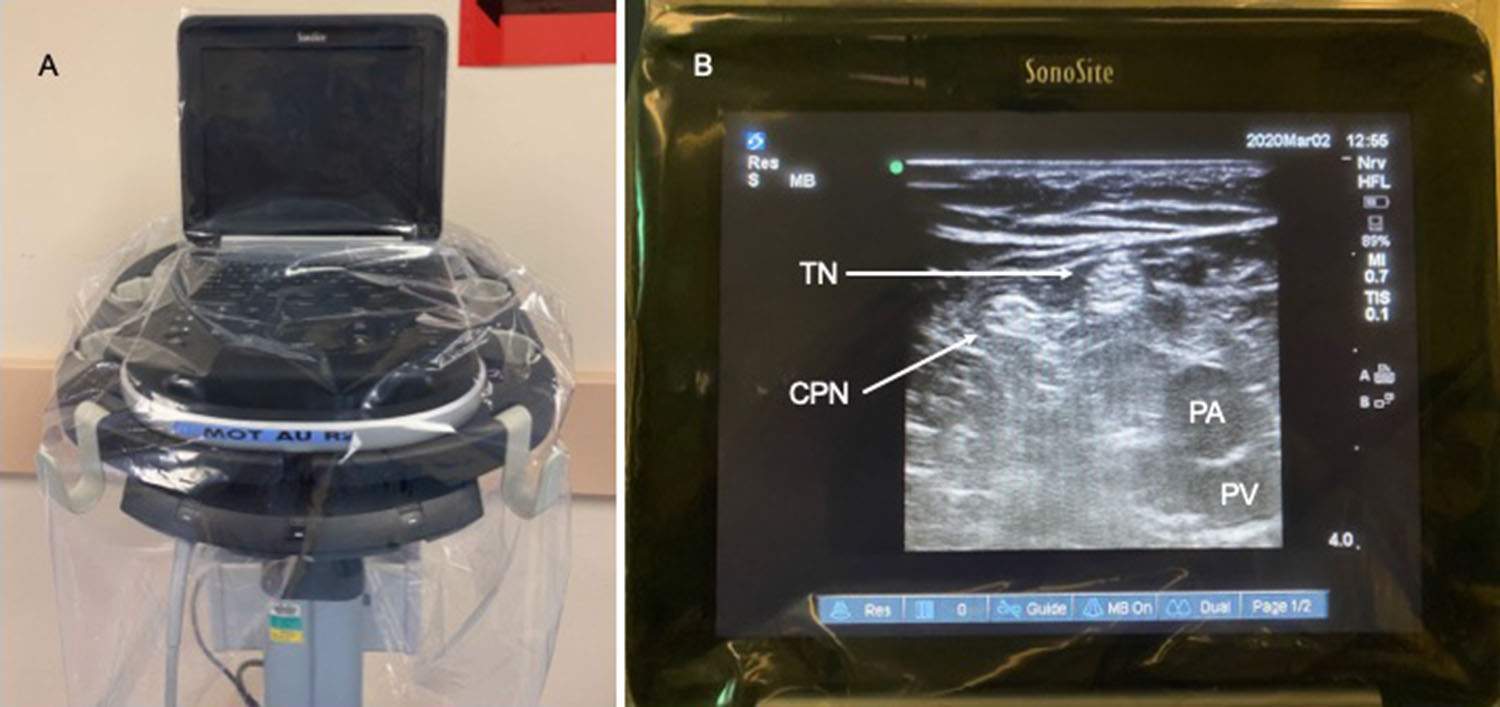 A
SonoSite
MOT AU R2
B
SonoSite
2020Mar02 12:55
Res
S MB
Nrv
HFL
89%
MI
0.7
TIS
0.1
TN
CPN
A
B
PA
PV
4.0
Res 0 Guide MB On Dual Page 1/2